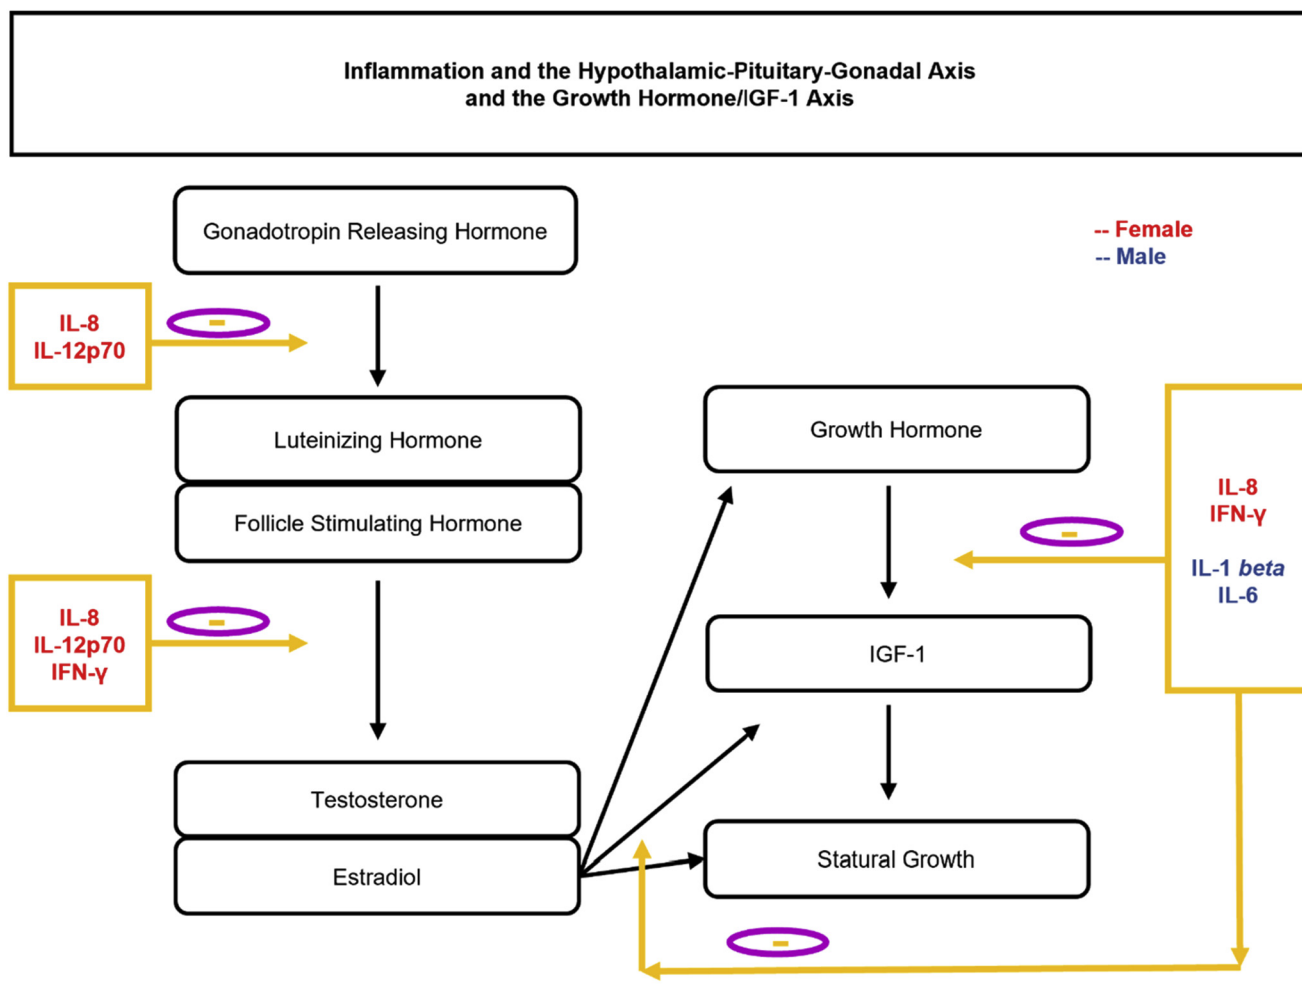 Inflammation and the Hypothalamic-Pituitary-Gonadal Axis
and the Growth Hormone/IGF-1 Axis
Gonadotropin Releasing Hormone
-- Female
-- Male
IL-8
IL-12p70
-
Luteinizing Hormone
Follicle Stimulating Hormone
Growth Hormone
IL-8
IFN-γ
IL-1 beta
IL-6
-
IL-8
IL-12p70
IFN-γ
-
IGF-1
Testosterone
Estradiol
Statural Growth
-